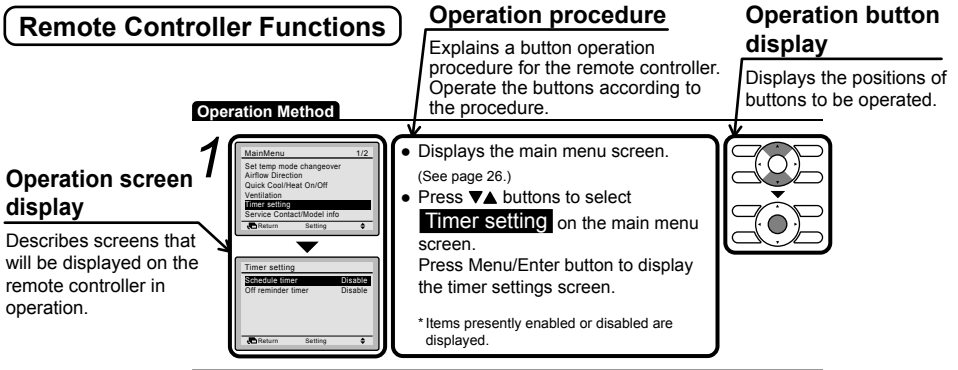 Remote Controller Functions
Operation procedure
Explains a button operation
procedure for the remote controller.
Operate the buttons according to
the procedure.
Operation button
display
Displays the positions of
buttons to be operated.
Operation Method
1
Operation screen
display
Describes screens that
will be displayed on the
remote controller in
operation.
MainMenu 1/2
Set temp mode changeover
Airflow Direction
Quick Cool/Heat On/Off
Ventilation
Timer setting
Service Contact/Model info
Return Setting
Timer setting
Schedule timer Disable
Off reminder timer Disable
Return Setting
● Displays the main menu screen.
(See page 26.)
● Press ▼▲ buttons to select
Timer setting on the main menu
screen.
Press Menu/Enter button to display
the timer settings screen.
* Items presently enabled or disabled are
displayed.